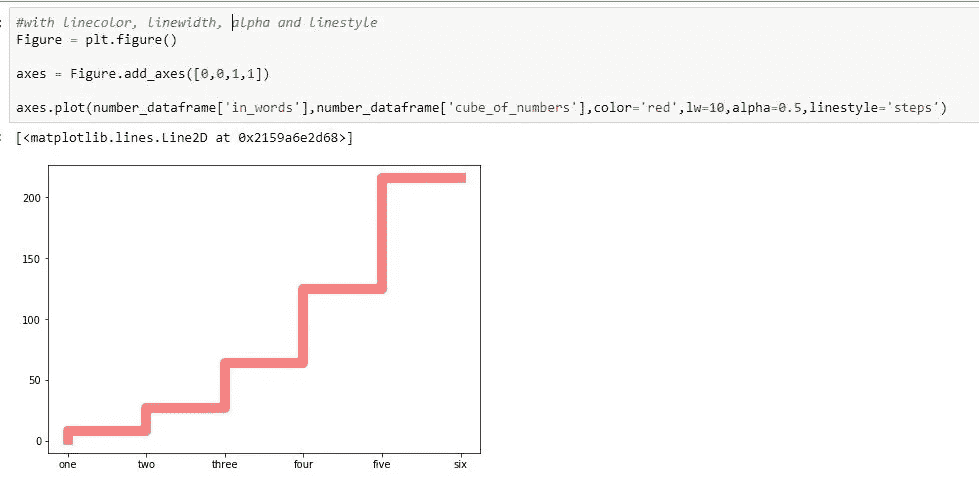 #with linecolor, linewidth, alpha and linestyle
Figure = plt.figure()
axes = Figure.add_axes([0,0,1,1])
axes.plot(number_dataframe['in_words'],number_dataframe['cube_of_numbers'],color='red',lw=10,alpha=0.5,linestyle='steps')
[<matplotlib.lines.Line2D at 0x2159a6e2d68>]
200
150
100
50
0
one two three four five six